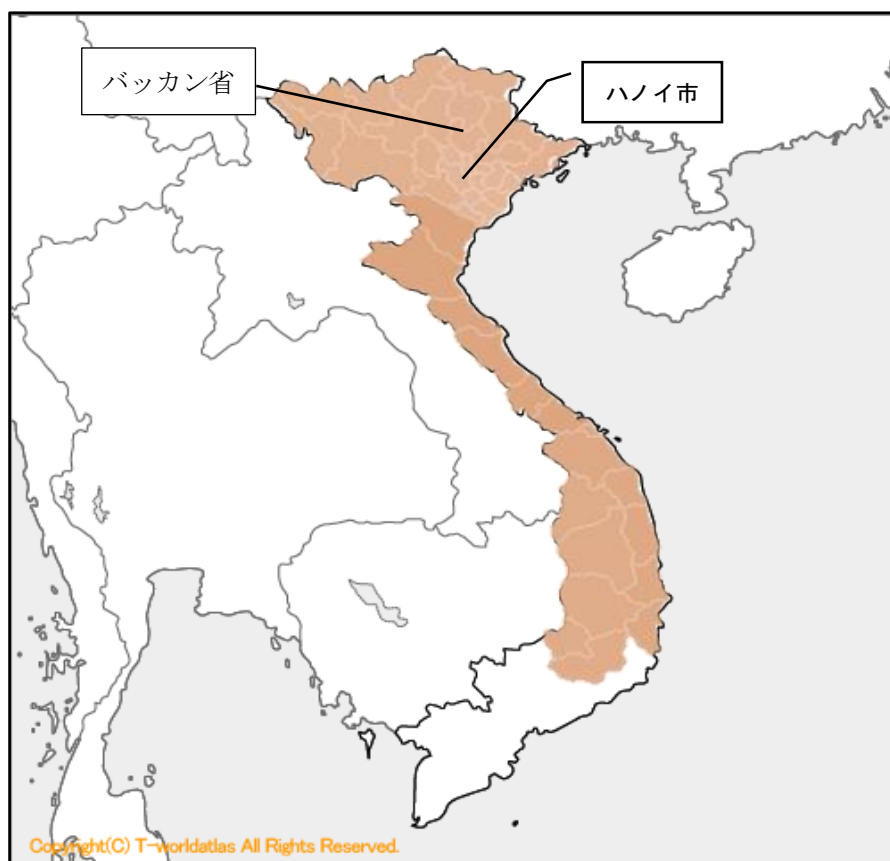 バッカン省
ハノイ市
Copyright(C) T-worldatlas All Rights Reserved.